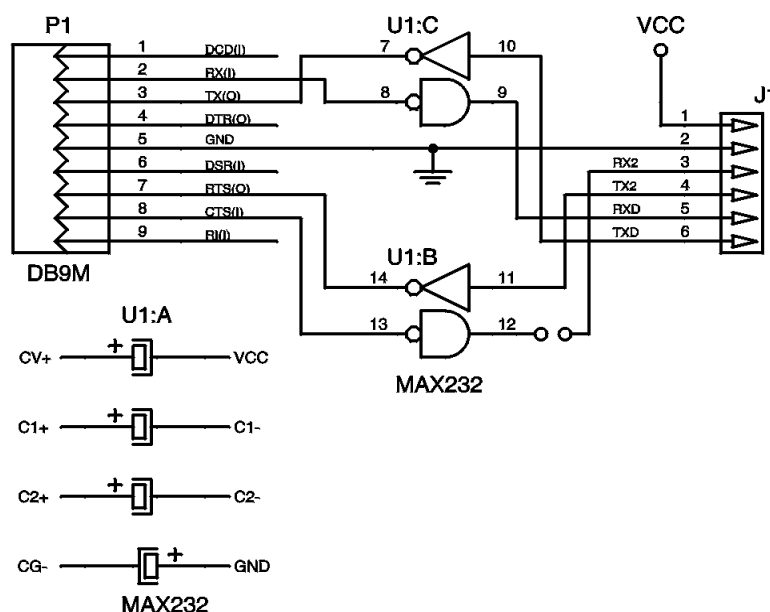 P1
U1:C
VCC
J1
1 DCD(I) 7 10
2 RX(I)
3 TX(O) 8 9
4 DTR(O) 1
5 GND 2
6 DSR(I) RX2 3
7 RTS(O) TX2 4
8 CTS(I) RXD 5
9 RI(I) TXD 6
DB9M
U1:B
14 11
U1:A
13 12
CV+ + VCC
MAX232
C1+ + C1-
C2+ + C2-
CG- + GND
MAX232